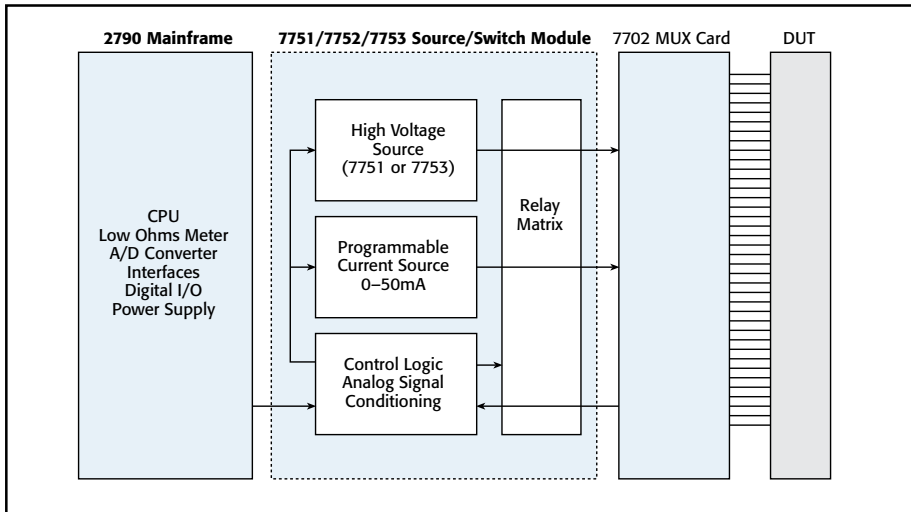 2790 Mainframe
7751/7752/7753 Source/Switch Module
7702 MUX Card
DUT
CPU
Low Ohms Meter
A/D Converter
Interfaces
Digital I/O
Power Supply
High Voltage
Source
(7751 or 7753)
Programmable
Current Source
0–50mA
Control Logic
Analog Signal
Conditioning
Relay
Matrix